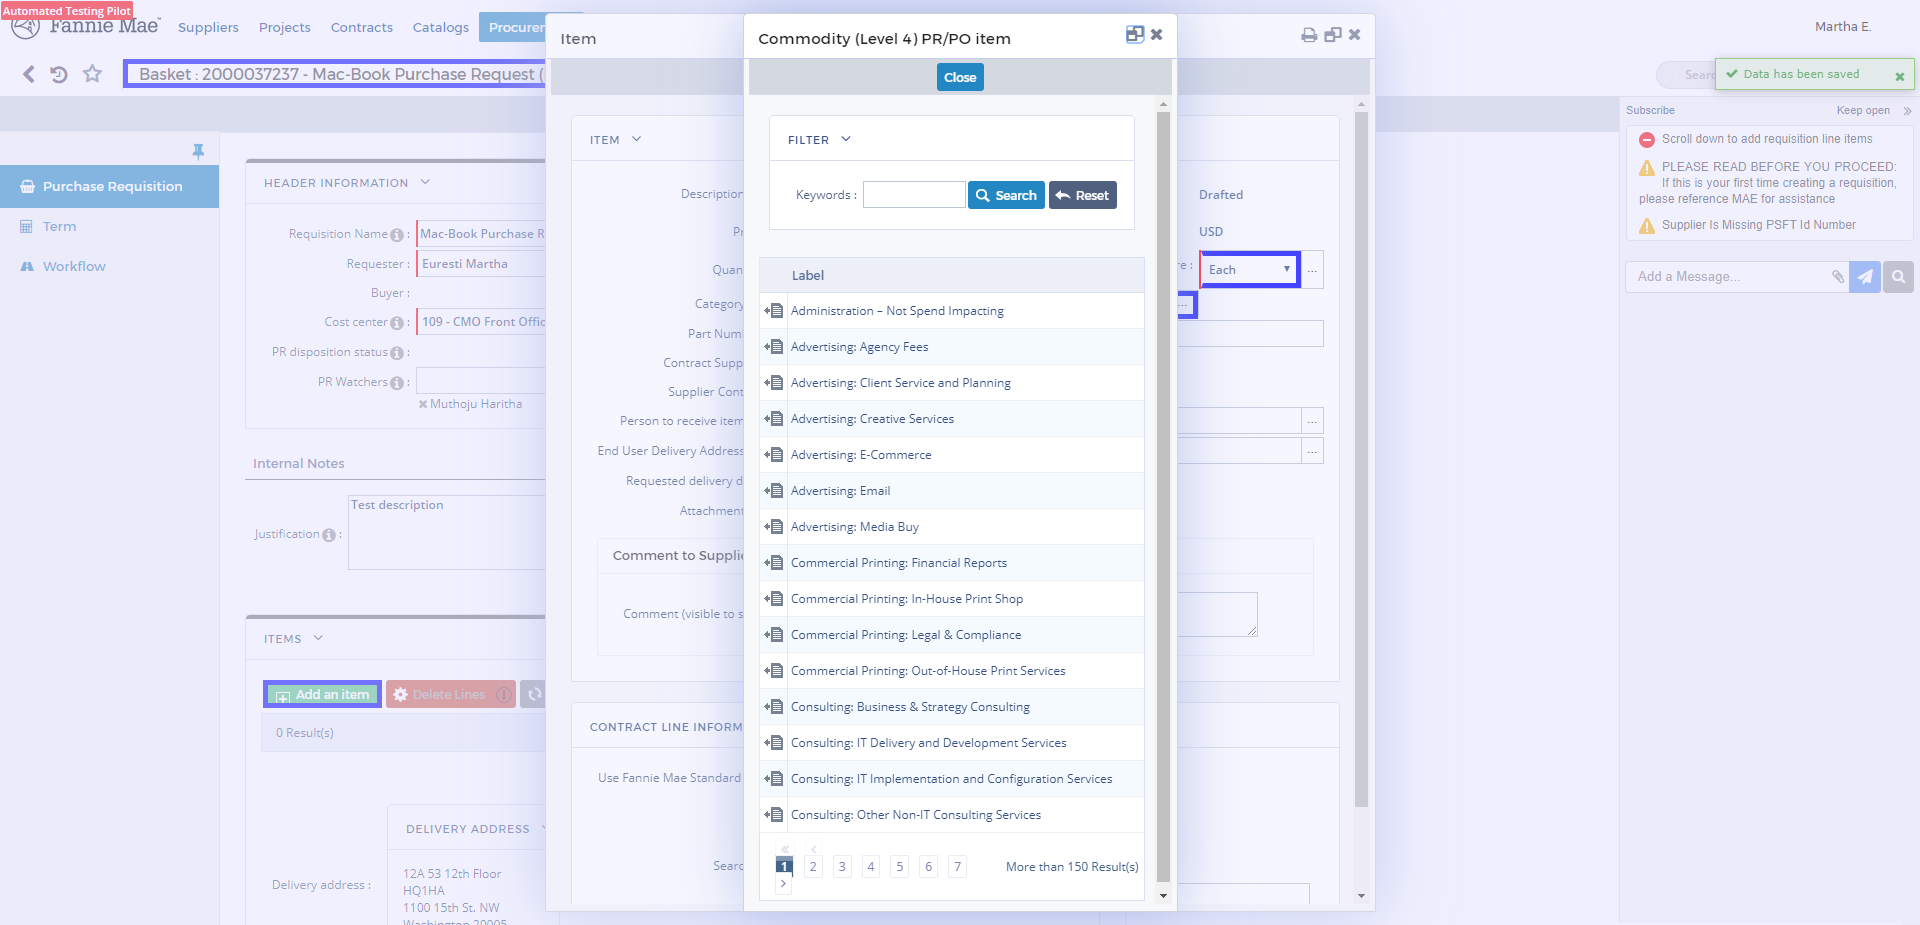 Automated Testing Pilot
Fannie Mae
Suppliers
Projects
Contracts
Catalogs
Procurer
Martha E.
Basket : 2000037237 - Mac-Book Purchase Request (
Data has been saved
Subscribe
Keep open
Scroll down to add requisition line items
PLEASE READ BEFORE YOU PROCEED:
If this is your first time creating a requisition,
please reference MAE for assistance
Supplier Is Missing PSFT Id Number
Add a Message...
Purchase Requisition
Term
Workflow
HEADER INFORMATION
Requisition Name : Mac-Book Purchase R
Requester : Euresti Martha
Buyer :
Cost center : 109 - CMO Front Offic
PR disposition status :
PR Watchers :
Muthoju Haritha
Internal Notes
Justification : Test description
ITEMS
Add an item
Delete Lines
0 Result(s)
DELIVERY ADDRESS
Delivery address :
12A 53 12th Floor
HQ1HA
1100 15th St. NW
Washington 20005
Item
ITEM
Description
Drafted
Pr
USD
Quan
re : Each
...
Category
...
Part Num
Contract Supp
Supplier Cont
Person to receive item
...
End User Delivery Address
...
Requested delivery d
Attachment
Comment to Supplie
Comment (visible to s
CONTRACT LINE INFORM
Use Fannie Mae Standard
Searc
Commodity (Level 4) PR/PO item
Close
FILTER
Keywords :
Search
Reset
Label
Administration – Not Spend Impacting
Advertising: Agency Fees
Advertising: Client Service and Planning
Advertising: Creative Services
Advertising: E-Commerce
Advertising: Email
Advertising: Media Buy
Commercial Printing: Financial Reports
Commercial Printing: In-House Print Shop
Commercial Printing: Legal & Compliance
Commercial Printing: Out-of-House Print Services
Consulting: Business & Strategy Consulting
Consulting: IT Delivery and Development Services
Consulting: IT Implementation and Configuration Services
Consulting: Other Non-IT Consulting Services
1 2 3 4 5 6 7
More than 150 Result(s)